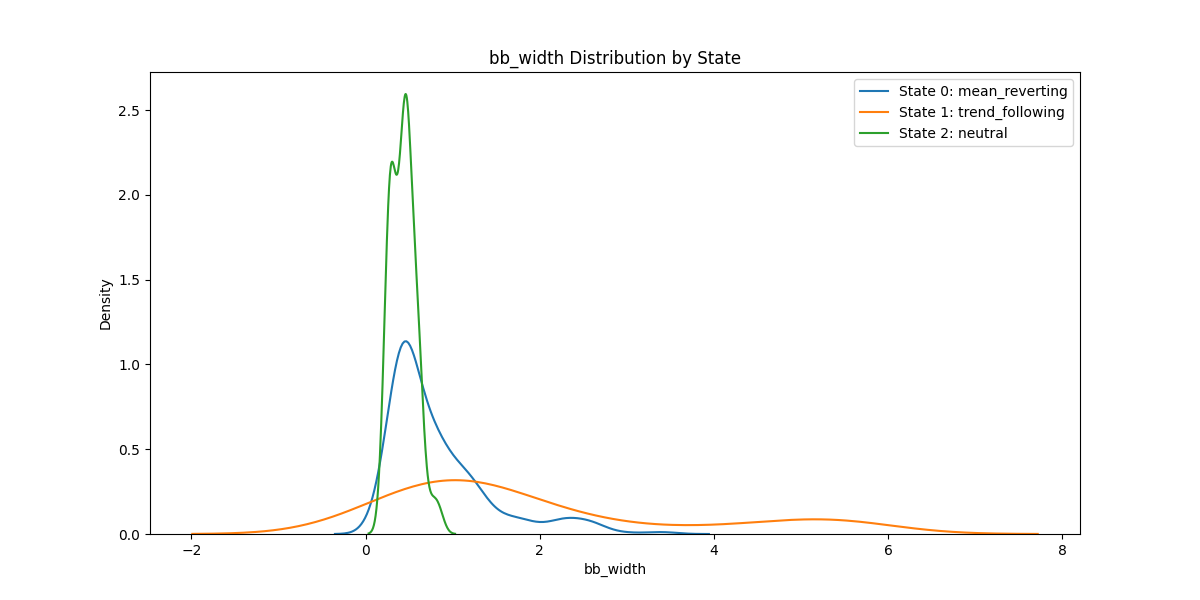 bb_width Distribution by State
State 0: mean_reverting
State 1: trend_following
State 2: neutral
2.5
2.0
1.5
1.0
0.5
0.0
Density
−2
0
2
4
6
8
bb_width